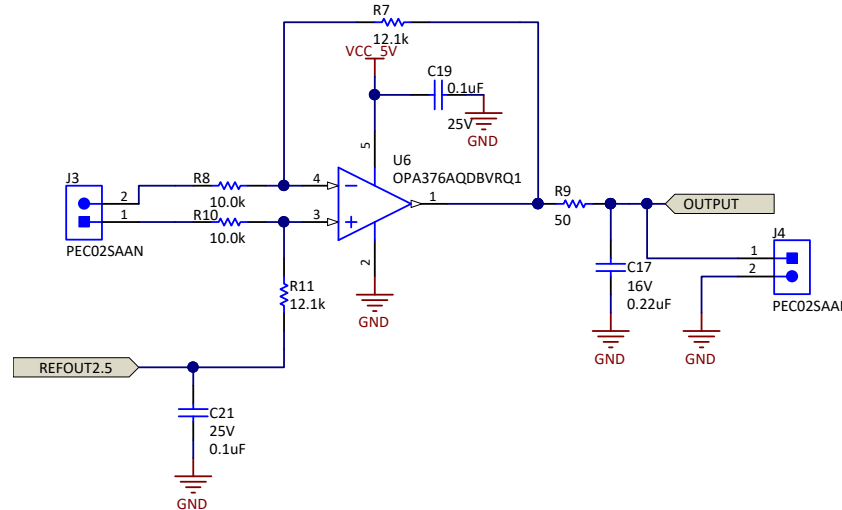 R7
12.1k
VCC_5V
C19
0.1uF
25V
GND
5
U6
OPA376AQDBVRQ1
J3
2
1
PEC02SAAN
R8
10.0k
R10
10.0k
4
3
1
2
GND
R9
50
OUTPUT
C17
16V
0.22uF
GND
J4
1
2
PEC02SAAN
GND
R11
12.1k
REFOUT2.5
C21
25V
0.1uF
GND